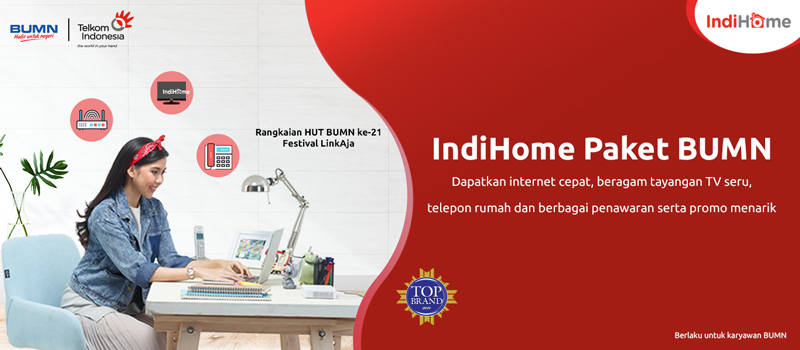 BUMN
Hadir untuk negeri
Telkom
Indonesia
the world in your hand
IndiHome
IndiHome
Rangkaian HUT BUMN ke-21
Festival LinkAja
IndiHome Paket BUMN
Dapatkan internet cepat, beragam tayangan TV seru,
telepon rumah dan berbagai penawaran serta promo menarik
TOP
BRAND
2019
Berlaku untuk karyawan BUMN